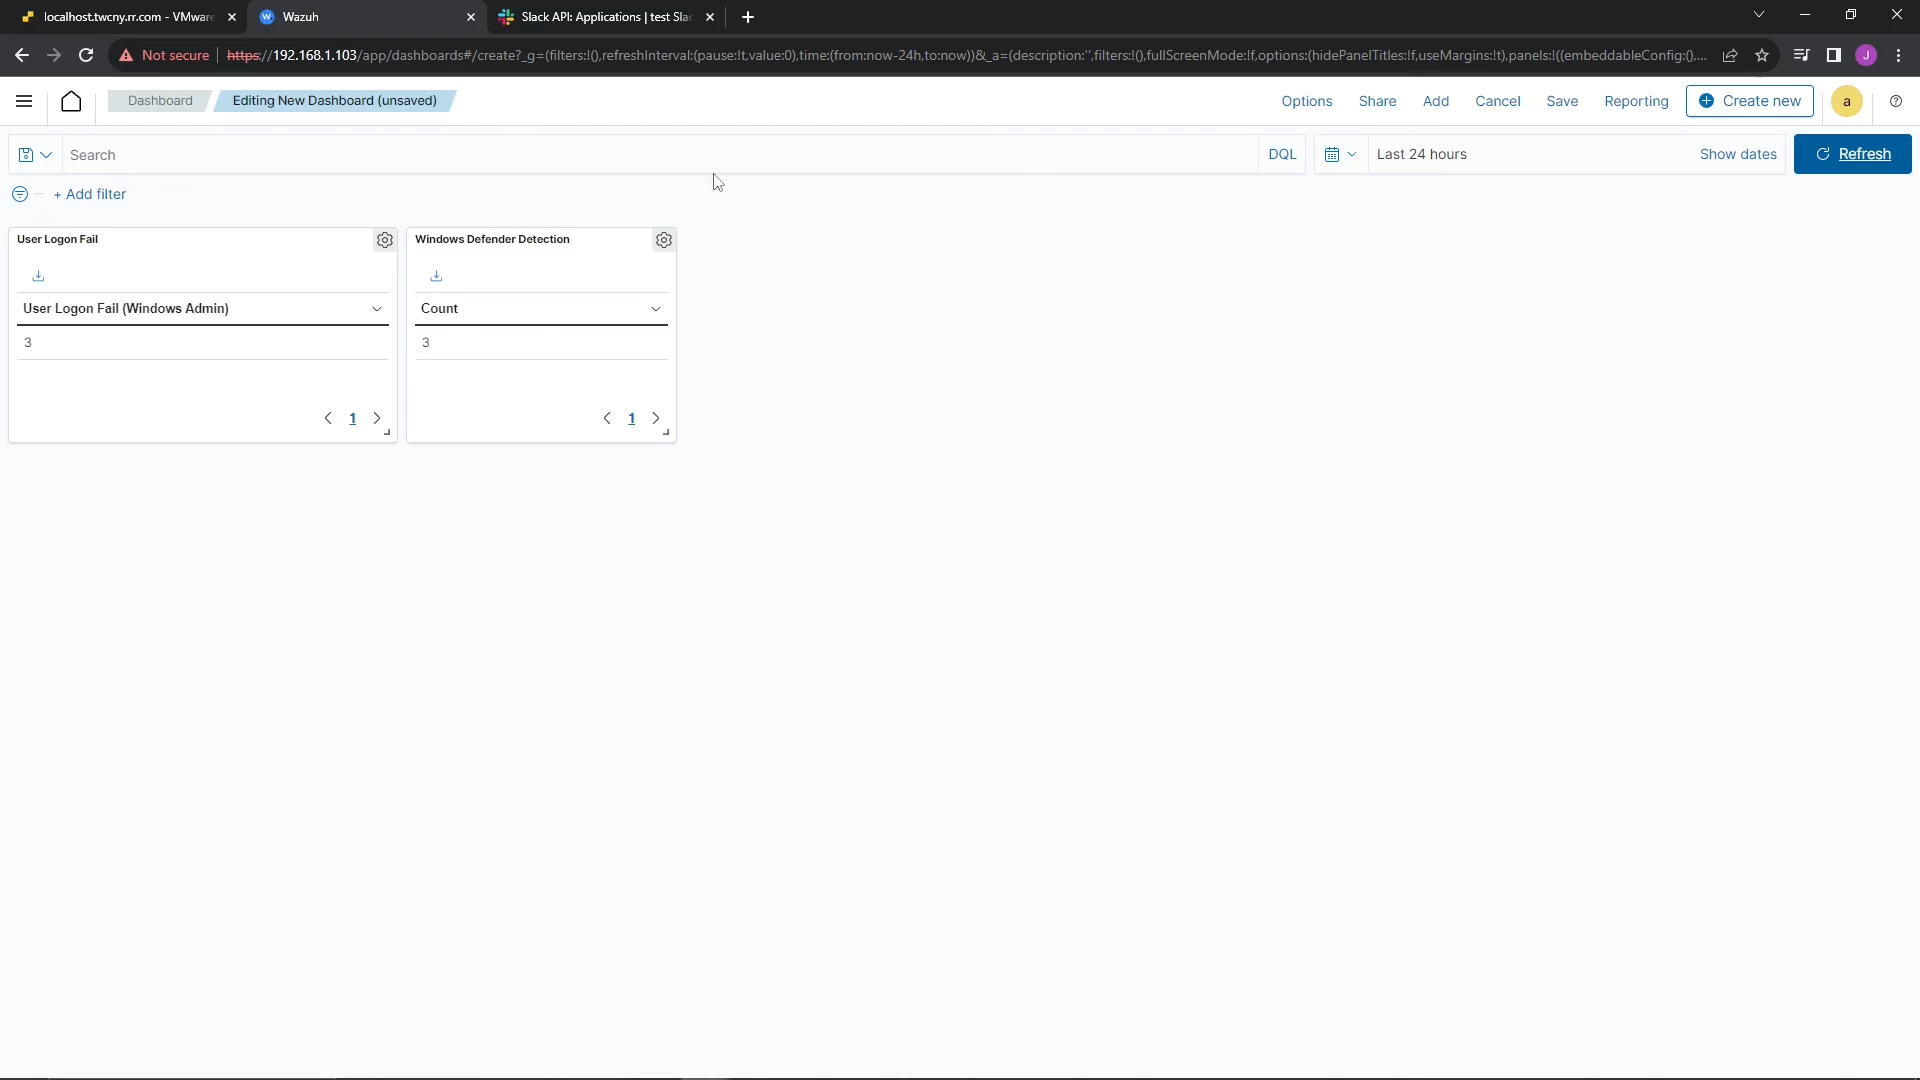 localhost.twcny.rr.com - VMware
Wazuh
Slack API: Applications | test Slac
Not secure
https://192.168.1.103/app/dashboards#/create?_g=(filters:!(),refreshInterval:(pause:!t,value:0),time:(from:now-24h,to:now))&_a=(description:'',filters:!(),fullScreenMode:!f,options:(hidePanelTitles:!f,useMargins:!t),panels:!((embeddableConfig:(),...
J
Dashboard
Editing New Dashboard (unsaved)
Options
Share
Add
Cancel
Save
Reporting
Create new
a
Search
DQL
Last 24 hours
Show dates
Refresh
+ Add filter
User Logon Fail
User Logon Fail (Windows Admin)
3
1
Windows Defender Detection
Count
3
1